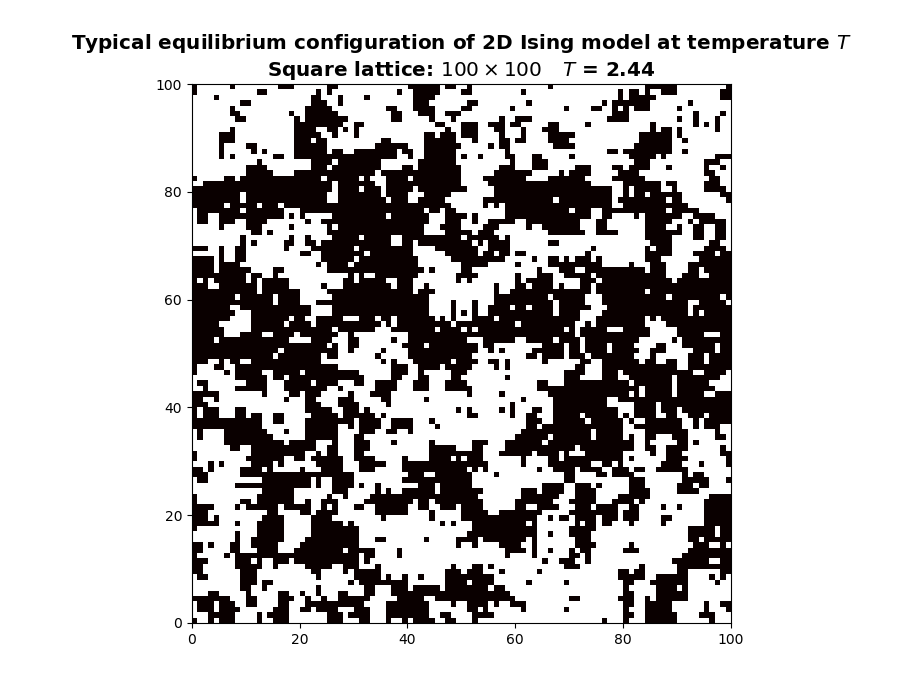 Typical equilibrium configuration of 2D Ising model at temperature T
Square lattice: 100 × 100 T = 2.44
100
80
60
40
20
0
0 20 40 60 80 100